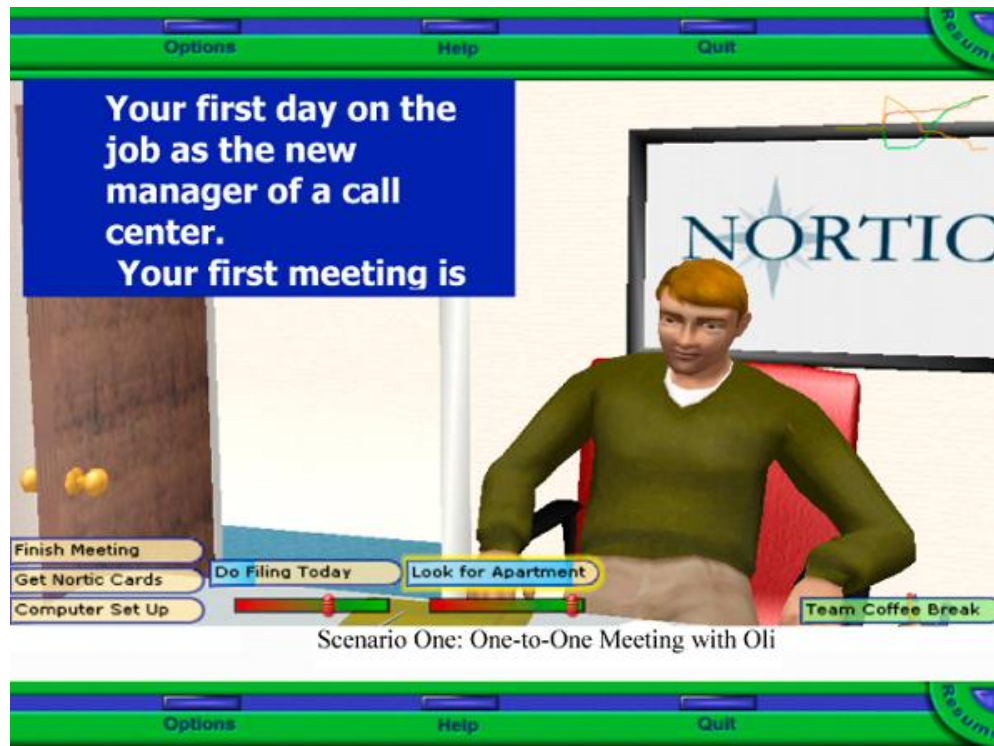 Options Help Quit Resum
Your first day on the
job as the new
manager of a call
center.
Your first meeting is
NORTIC
Finish Meeting
Get Nortic Cards
Computer Set Up
Do Filing Today
Look for Apartment
Team Coffee Break
Scenario One: One-to-One Meeting with Oli
Options Help Quit Resum